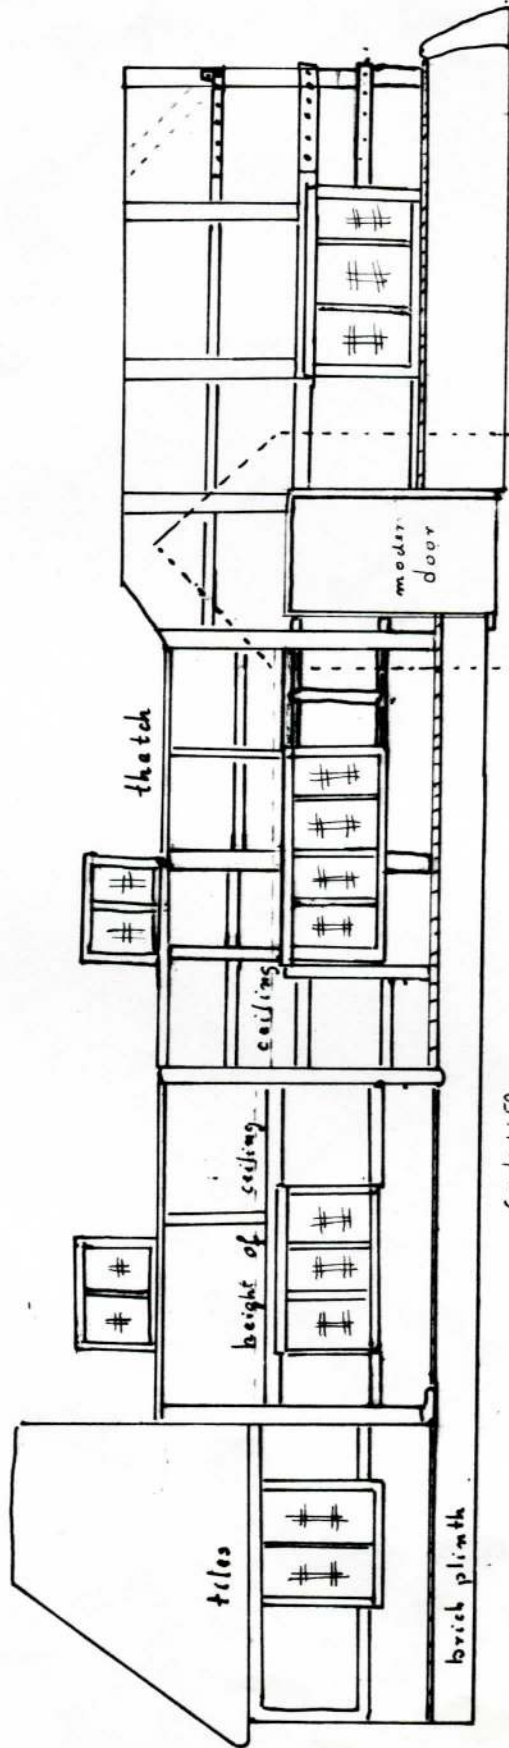 thatch
tiles
height of ceiling
ceiling
modern
door
brick plinth